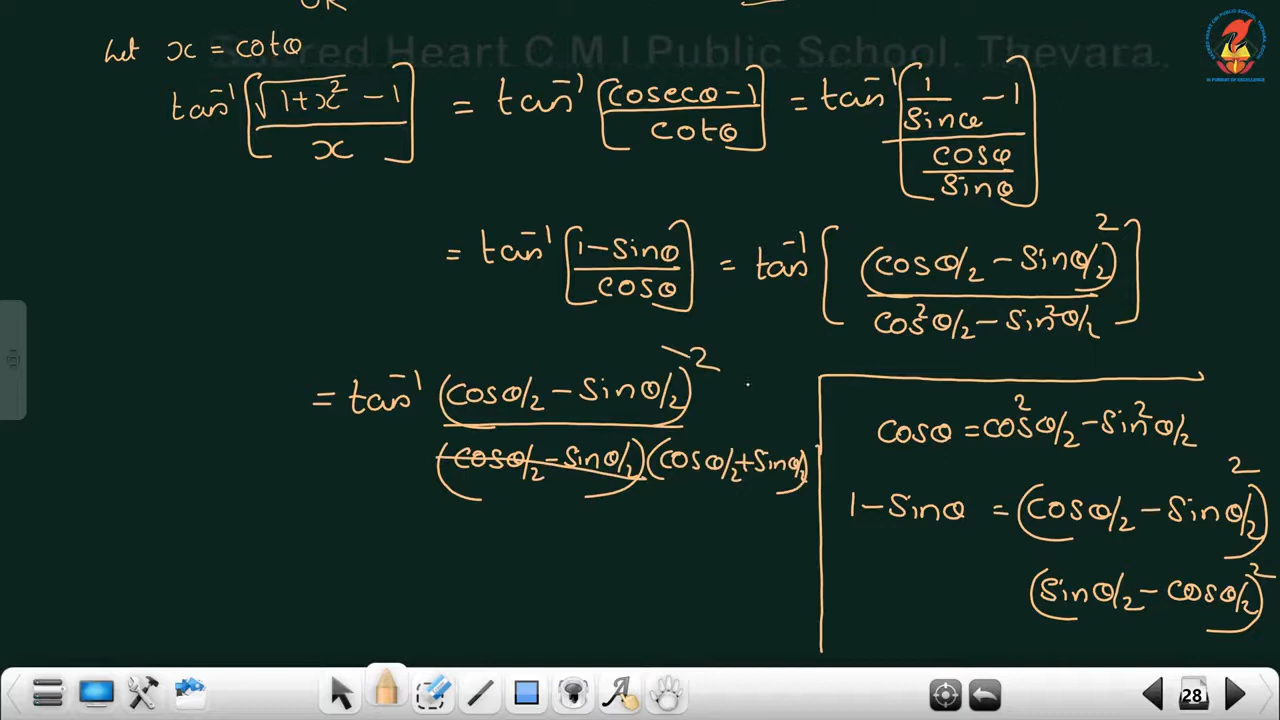 OR
Sacred Heart C M I Public School, Thevara.
Let x = cotθ
tan⁻¹[(√(1+x²) − 1)/x] = tan⁻¹[(cosecθ − 1)/cotθ] = tan⁻¹[(1/sinθ − 1)/(cosθ/sinθ)]
= tan⁻¹[(1 − sinθ)/cosθ] = tan⁻¹[(cosθ/2 − sinθ/2)²/(cos²θ/2 − sin²θ/2)]
= tan⁻¹ (cosθ/2 − sinθ/2)²/((cosθ/2 − sinθ/2)(cosθ/2 + sinθ/2))
cosθ = cos²θ/2 − sin²θ/2
1 − sinθ = (cosθ/2 − sinθ/2)²
(sinθ/2 − cosθ/2)²
28